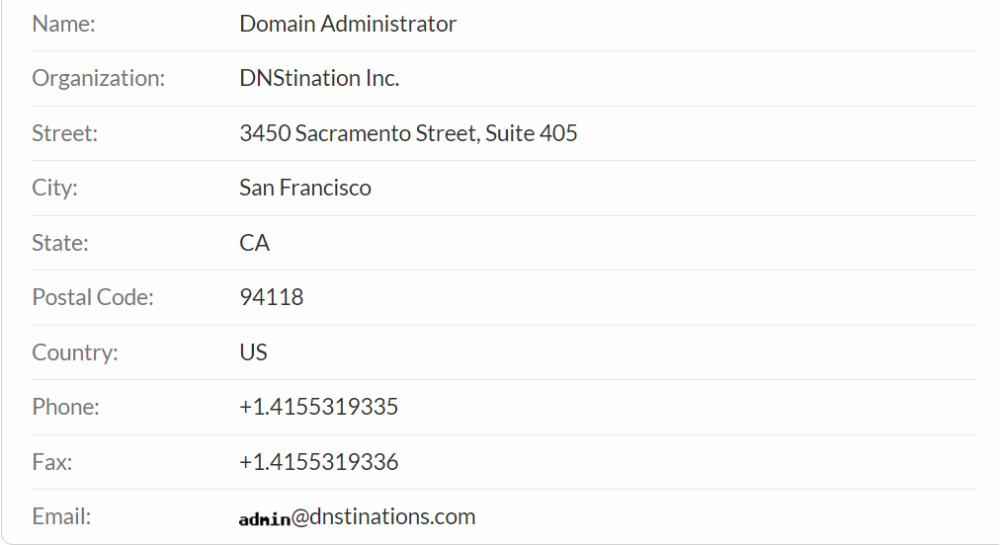 Name: Domain Administrator
Organization: DNStination Inc.
Street: 3450 Sacramento Street, Suite 405
City: San Francisco
State: CA
Postal Code: 94118
Country: US
Phone: +1.4155319335
Fax: +1.4155319336
Email: admin@dnstinations.com